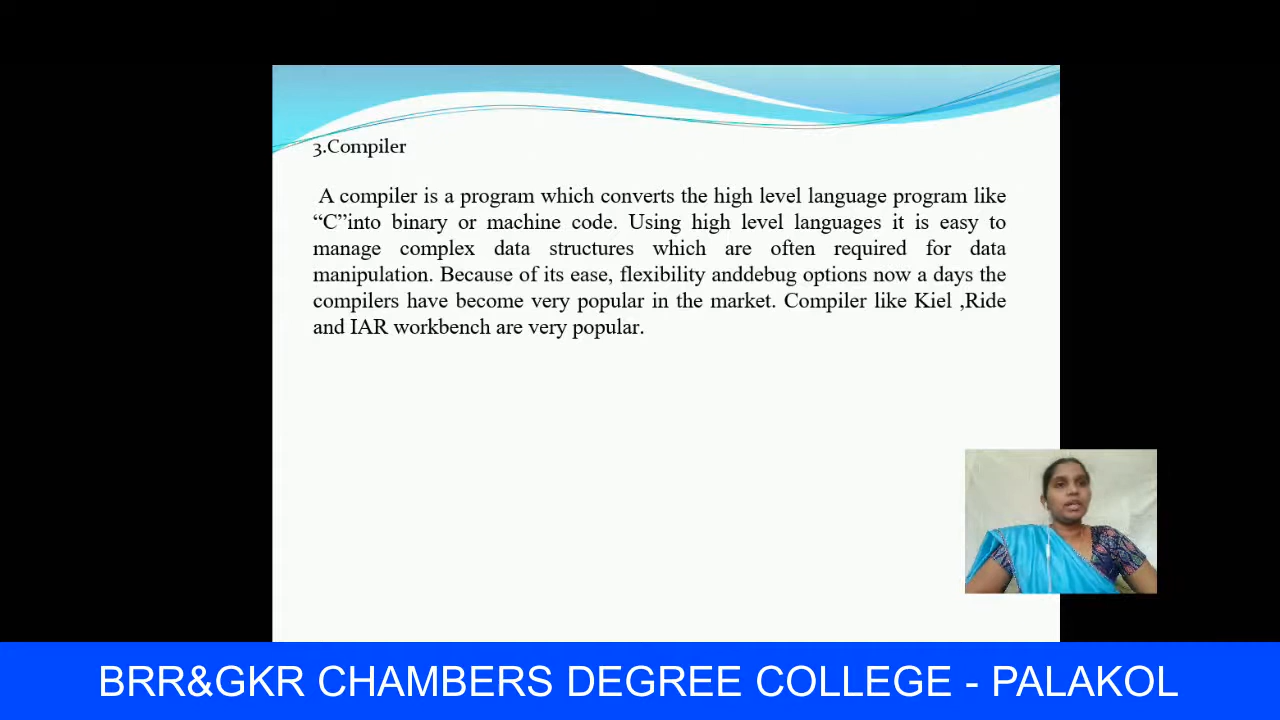 3.Compiler
A compiler is a program which converts the high level language program like
“C”into binary or machine code. Using high level languages it is easy to
manage complex data structures which are often required for data
manipulation. Because of its ease, flexibility anddebug options now a days the
compilers have become very popular in the market. Compiler like Kiel ,Ride
and IAR workbench are very popular.
BRR&GKR CHAMBERS DEGREE COLLEGE - PALAKOL